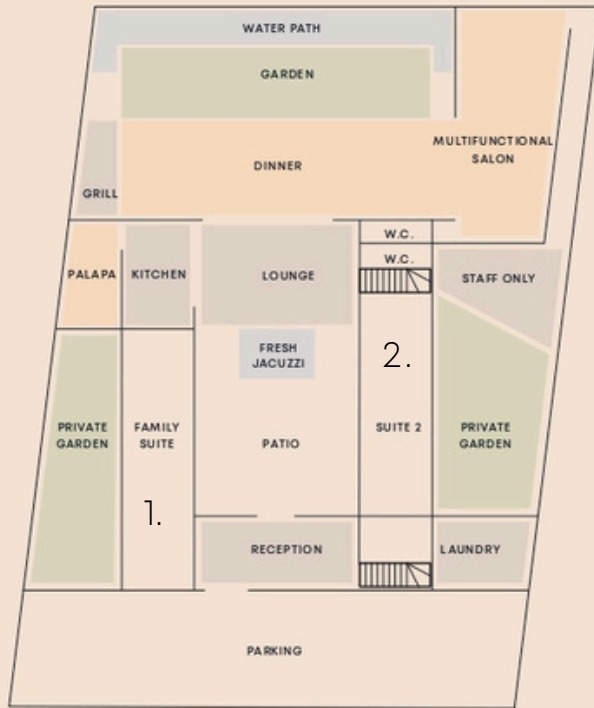 WATER PATH
GARDEN
MULTIFUNCTIONAL
SALON
DINNER
GRILL
W.C.
W.C.
PALAPA
KITCHEN
LOUNGE
STAFF ONLY
FRESH
JACUZZI
2.
PRIVATE
GARDEN
FAMILY
SUITE
PATIO
SUITE 2
PRIVATE
GARDEN
1.
RECEPTION
LAUNDRY
PARKING